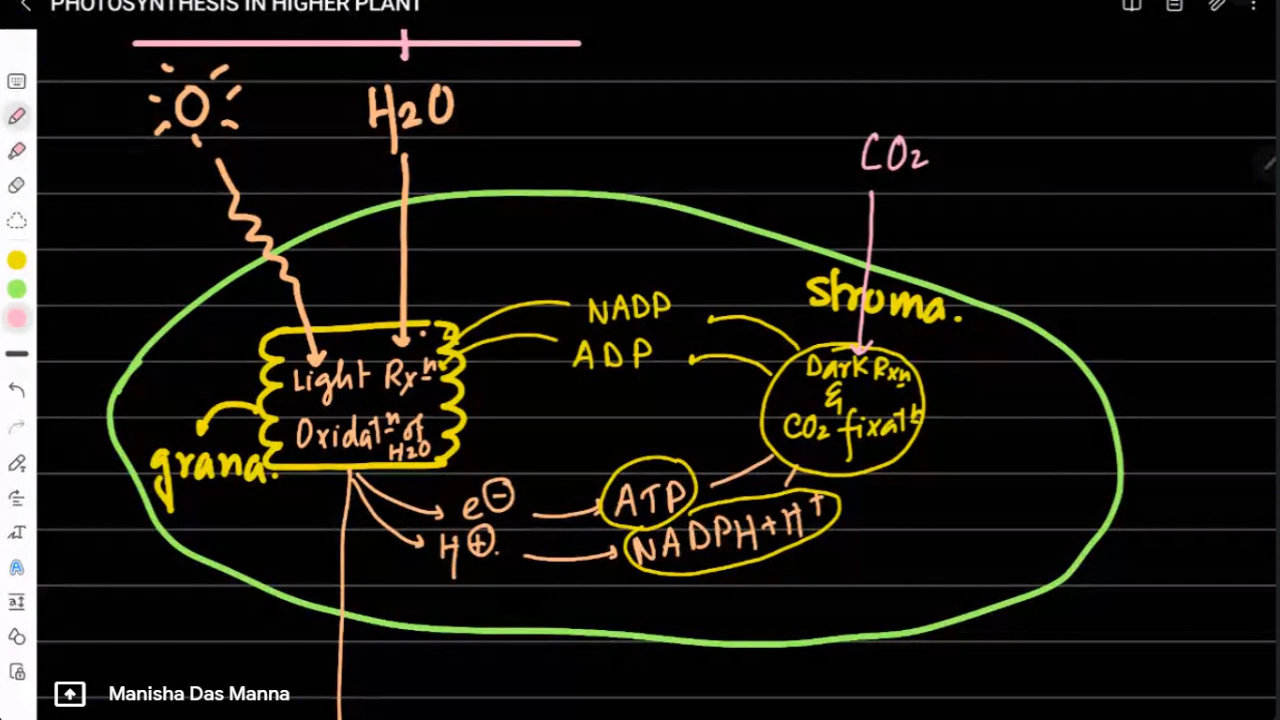 PHOTOSYNTHESIS IN HIGHER PLANT
H2O
CO2
NADP
stroma.
ADP
Dark Rxn
&
CO2 fixatn
Light Rxn
Oxidatn of
H2O
grana.
e-
ATP
H+
NADPH+H+
Manisha Das Manna